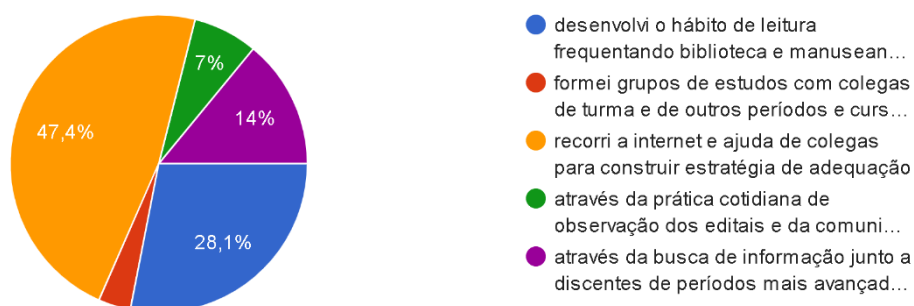 7%
14%
47,4%
28,1%
desenvolvi o hábito de leitura
frequentando biblioteca e manusean...
formei grupos de estudos com colegas
de turma e de outros períodos e curs...
recorri a internet e ajuda de colegas
para construir estratégia de adequação
através da prática cotidiana de
observação dos editais e da comuni...
através da busca de informação junto a
discentes de períodos mais avançad...